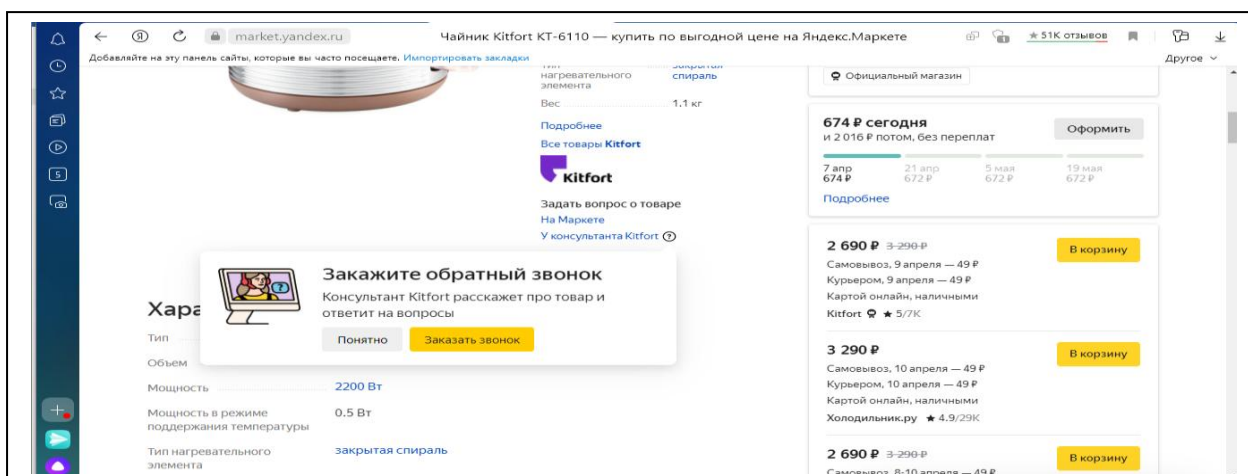 market.yandex.ru
Чайник Kitfort КТ-6110 — купить по выгодной цене на Яндекс.Маркете
★ 51K отзывов
Добавляйте на эту панель сайты, которые вы часто посещаете. Импортировать закладки
Другое
нагревательного
спираль
элемента
Вес
1.1 кг
Подробнее
Все товары Kitfort
Kitfort
Задать вопрос о товаре
На Маркете
У консультанта Kitfort ?
Официальный магазин
674 ₽ сегодня
и 2 016 ₽ потом, без переплат
Оформить
7 апр
21 апр
5 мая
19 мая
674 ₽
672 ₽
672 ₽
672 ₽
Подробнее
Закажите обратный звонок
Консультант Kitfort расскажет про товар и
ответит на вопросы
Понятно
Заказать звонок
Хара
Тип
Объем
Мощность
2200 Вт
Мощность в режиме
поддержания температуры
0.5 Вт
Тип нагревательного
элемента
закрытая спираль
2 690 ₽ 3 290 ₽
В корзину
Самовывоз, 9 апреля — 49 ₽
Курьером, 9 апреля — 49 ₽
Картой онлайн, наличными
Kitfort ★ 5/7K
3 290 ₽
В корзину
Самовывоз, 10 апреля — 49 ₽
Курьером, 10 апреля — 49 ₽
Картой онлайн, наличными
Холодильник.ру ★ 4.9/29K
2 690 ₽ 3 290 ₽
В корзину
Самовывоз, 8-10 апреля — 49 ₽